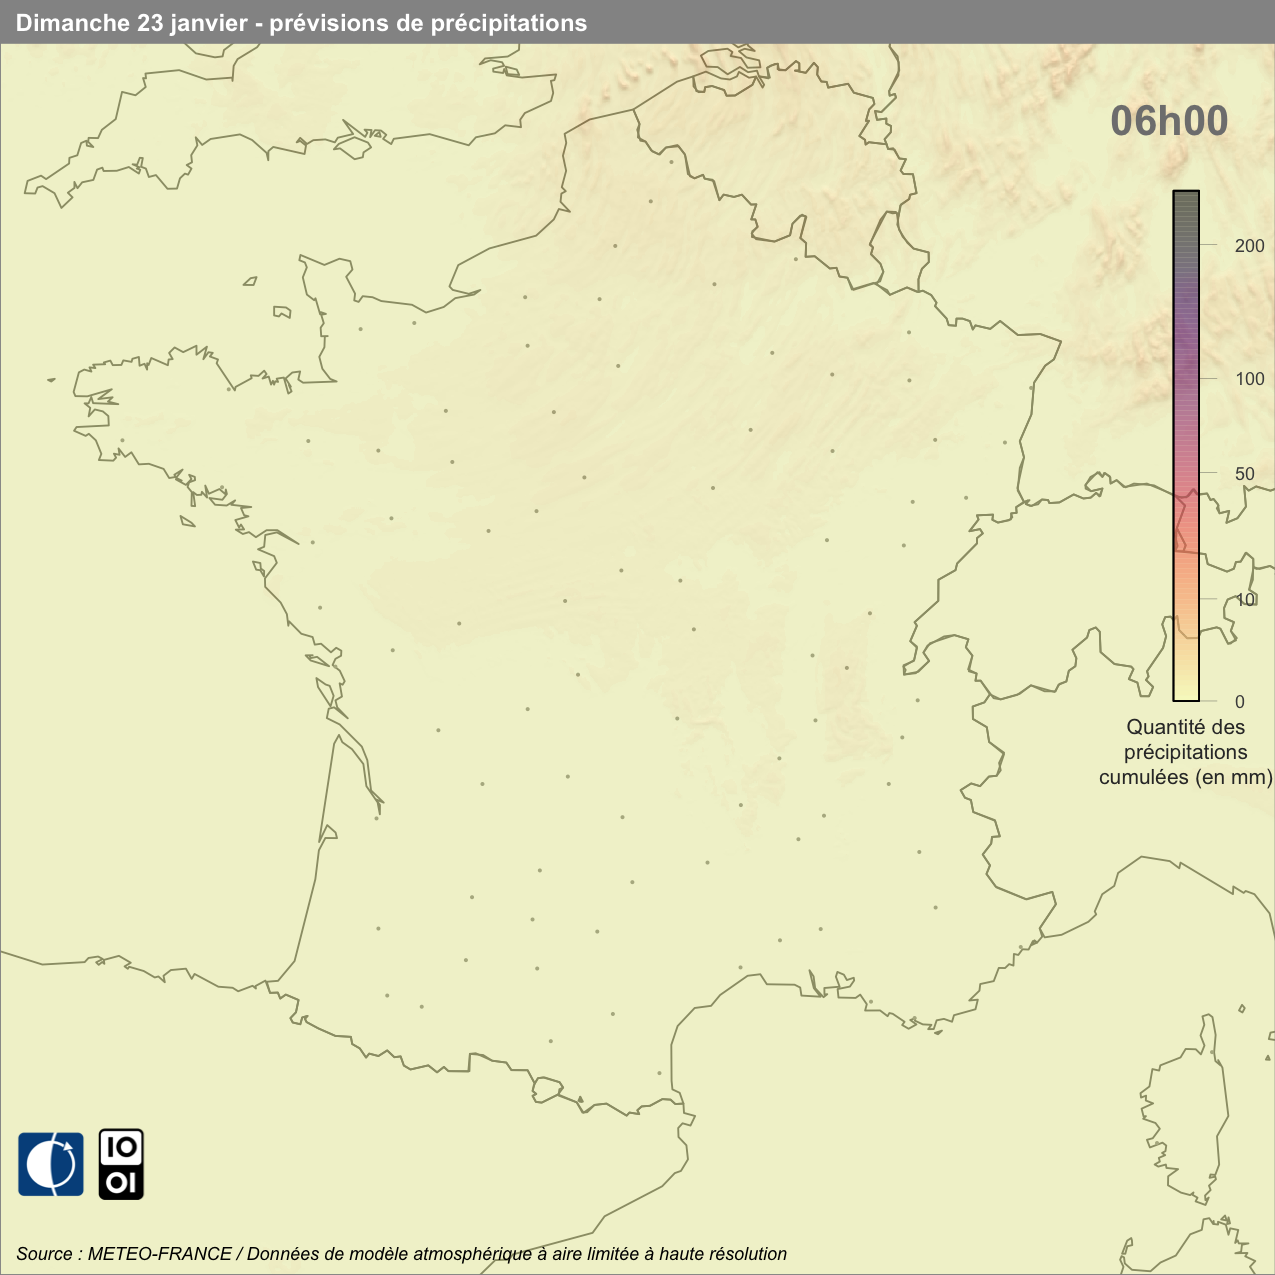 Dimanche 23 janvier - prévisions de précipitations
06h00
200
100
50
10
0
Quantité des
précipitations
cumulées (en mm)
IO
OI
Source : METEO-FRANCE / Données de modèle atmosphérique à aire limitée à haute résolution